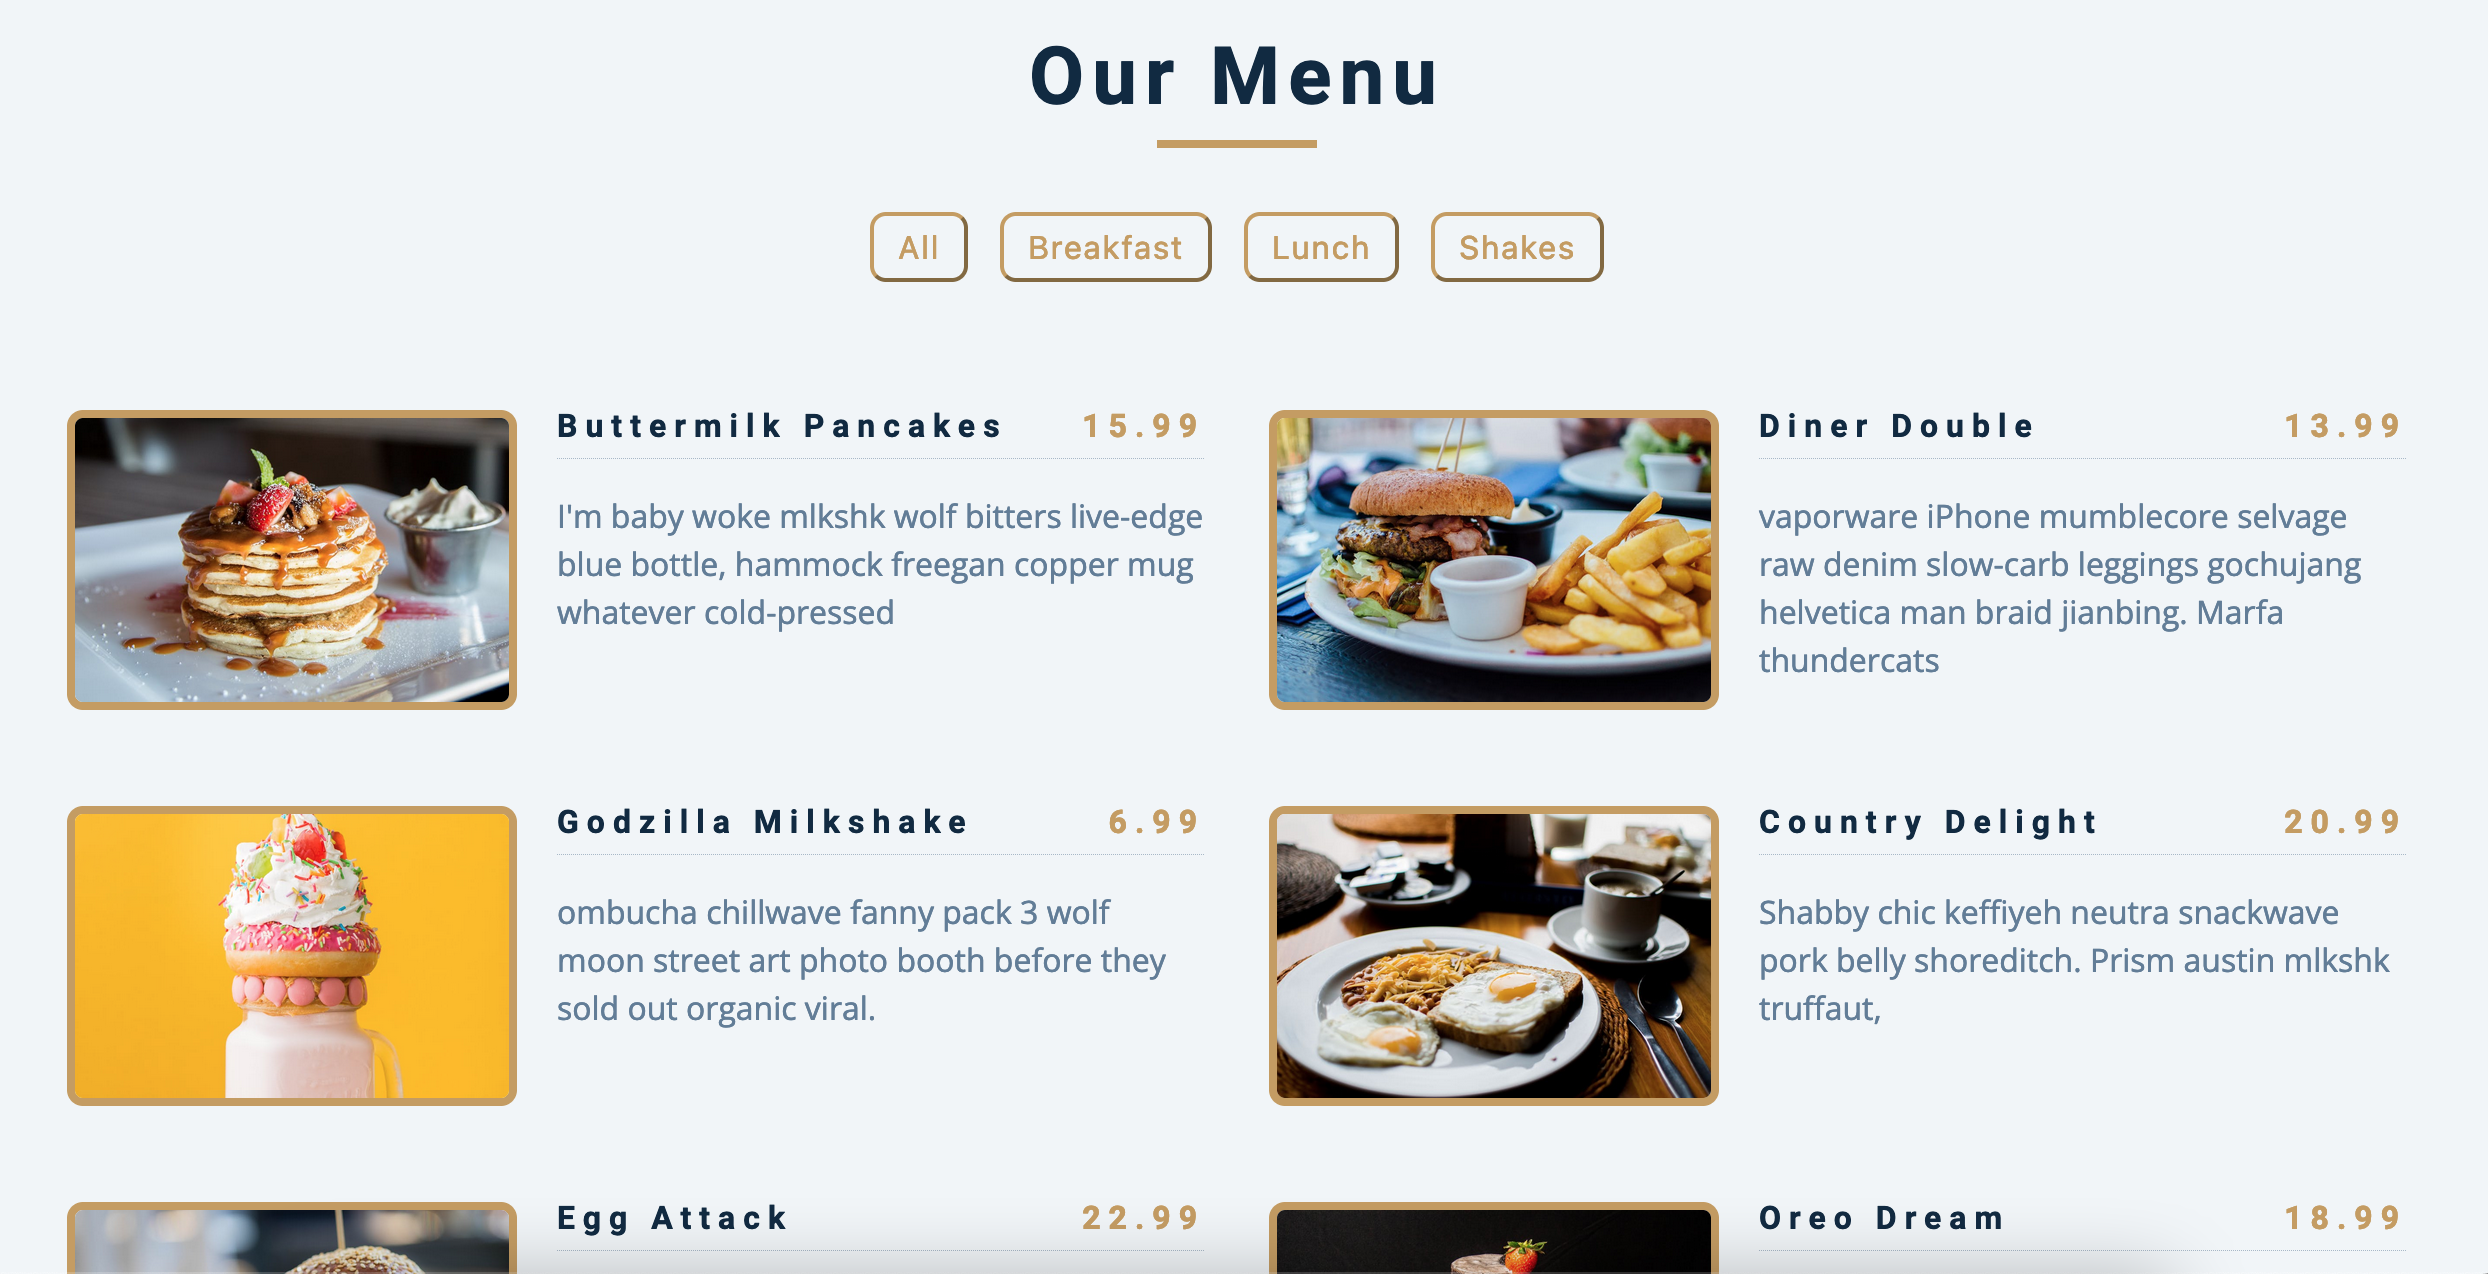 Our Menu
All
Breakfast
Lunch
Shakes
Buttermilk Pancakes 15.99
I'm baby woke mlkshk wolf bitters live-edge
blue bottle, hammock freegan copper mug
whatever cold-pressed
Diner Double 13.99
vaporware iPhone mumblecore selvage
raw denim slow-carb leggings gochujang
helvetica man braid jianbing. Marfa
thundercats
Godzilla Milkshake 6.99
ombucha chillwave fanny pack 3 wolf
moon street art photo booth before they
sold out organic viral.
Country Delight 20.99
Shabby chic keffiyeh neutra snackwave
pork belly shoreditch. Prism austin mlkshk
truffaut,
Egg Attack 22.99
Oreo Dream 18.99